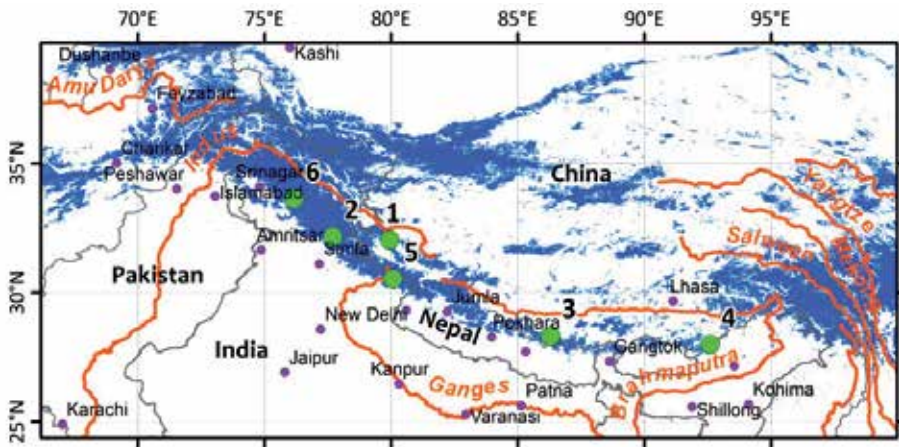 70°E 75°E 80°E 85°E 90°E 95°E
Dushanbe
Kashi
Amu Darya
Feyzabad
35°N
Charikar
Indus
Peshawar
Srinagar
6
China
Islamabad
Yangtze
2 1
Salween
Amritsar
Simla
5
Pakistan
30°N
Lhasa
Jumla
3
4
New Delhi
Nepal
Pokhara
India
Gangtok
Jaipur
Kanpur
Brahmaputra
Ganges
Patna
Kohima
Karachi
Varanasi
Shillong
25°N